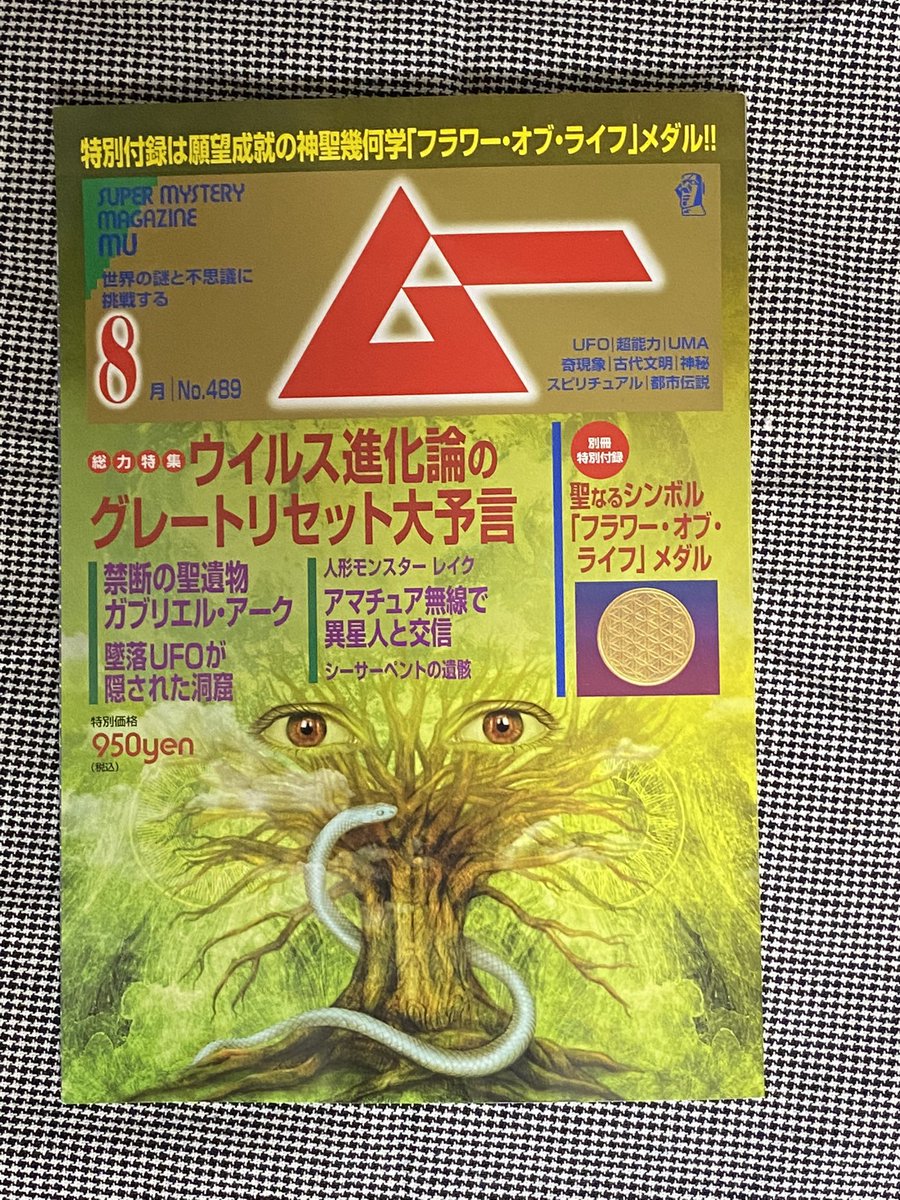 特別付録は願望成就の神聖幾何学「フラワー・オブ・ライフ」メダル!!
SUPER MYSTERY
MAGAZINE
MU
世界の謎と不思議に
挑戦する
ムー
8月|No.489
UFO|超能力|UMA
奇現象|古代文明|神秘
スピリチュアル|都市伝説
総力特集 ウイルス進化論の
グレートリセット大予言
禁断の聖遺物
ガブリエル・アーク
墜落UFOが
隠された洞窟
人形モンスター レイク
アマチュア無線で
異星人と交信
シーサーペントの遺骸
別冊
特別付録
聖なるシンボル
「フラワー・オブ・
ライフ」メダル
特別価格
950yen
(税込)